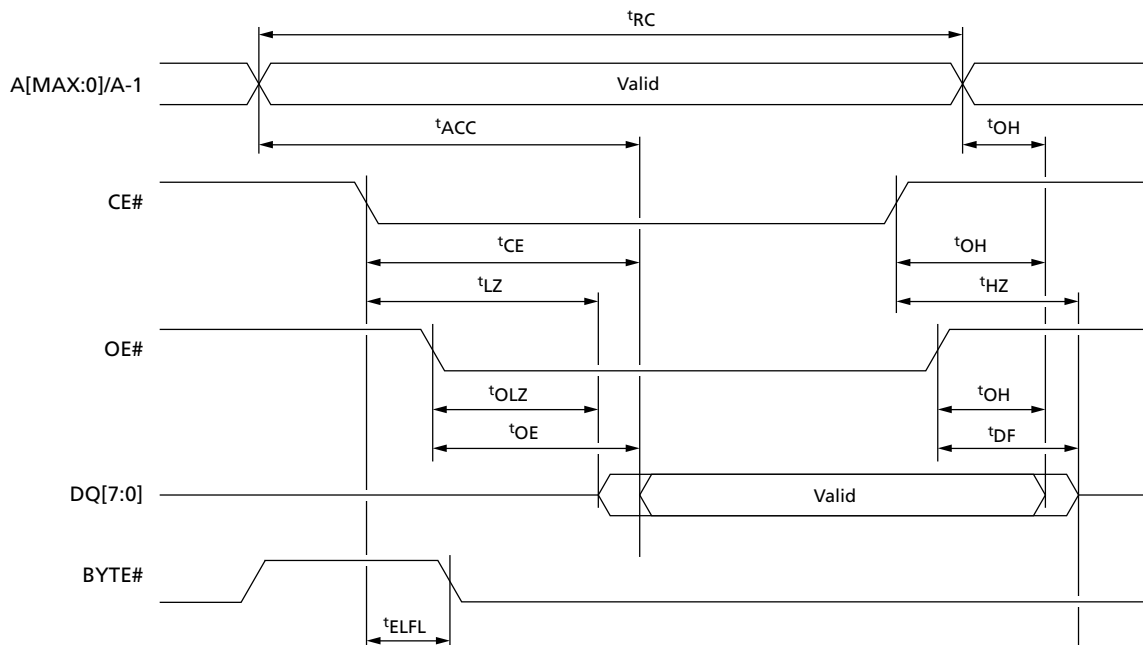 tRC
A[MAX:0]/A-1
Valid
tACC
tOH
CE#
tCE
tOH
tLZ
tHZ
OE#
tOLZ
tOH
tOE
tDF
DQ[7:0]
Valid
BYTE#
tELFL